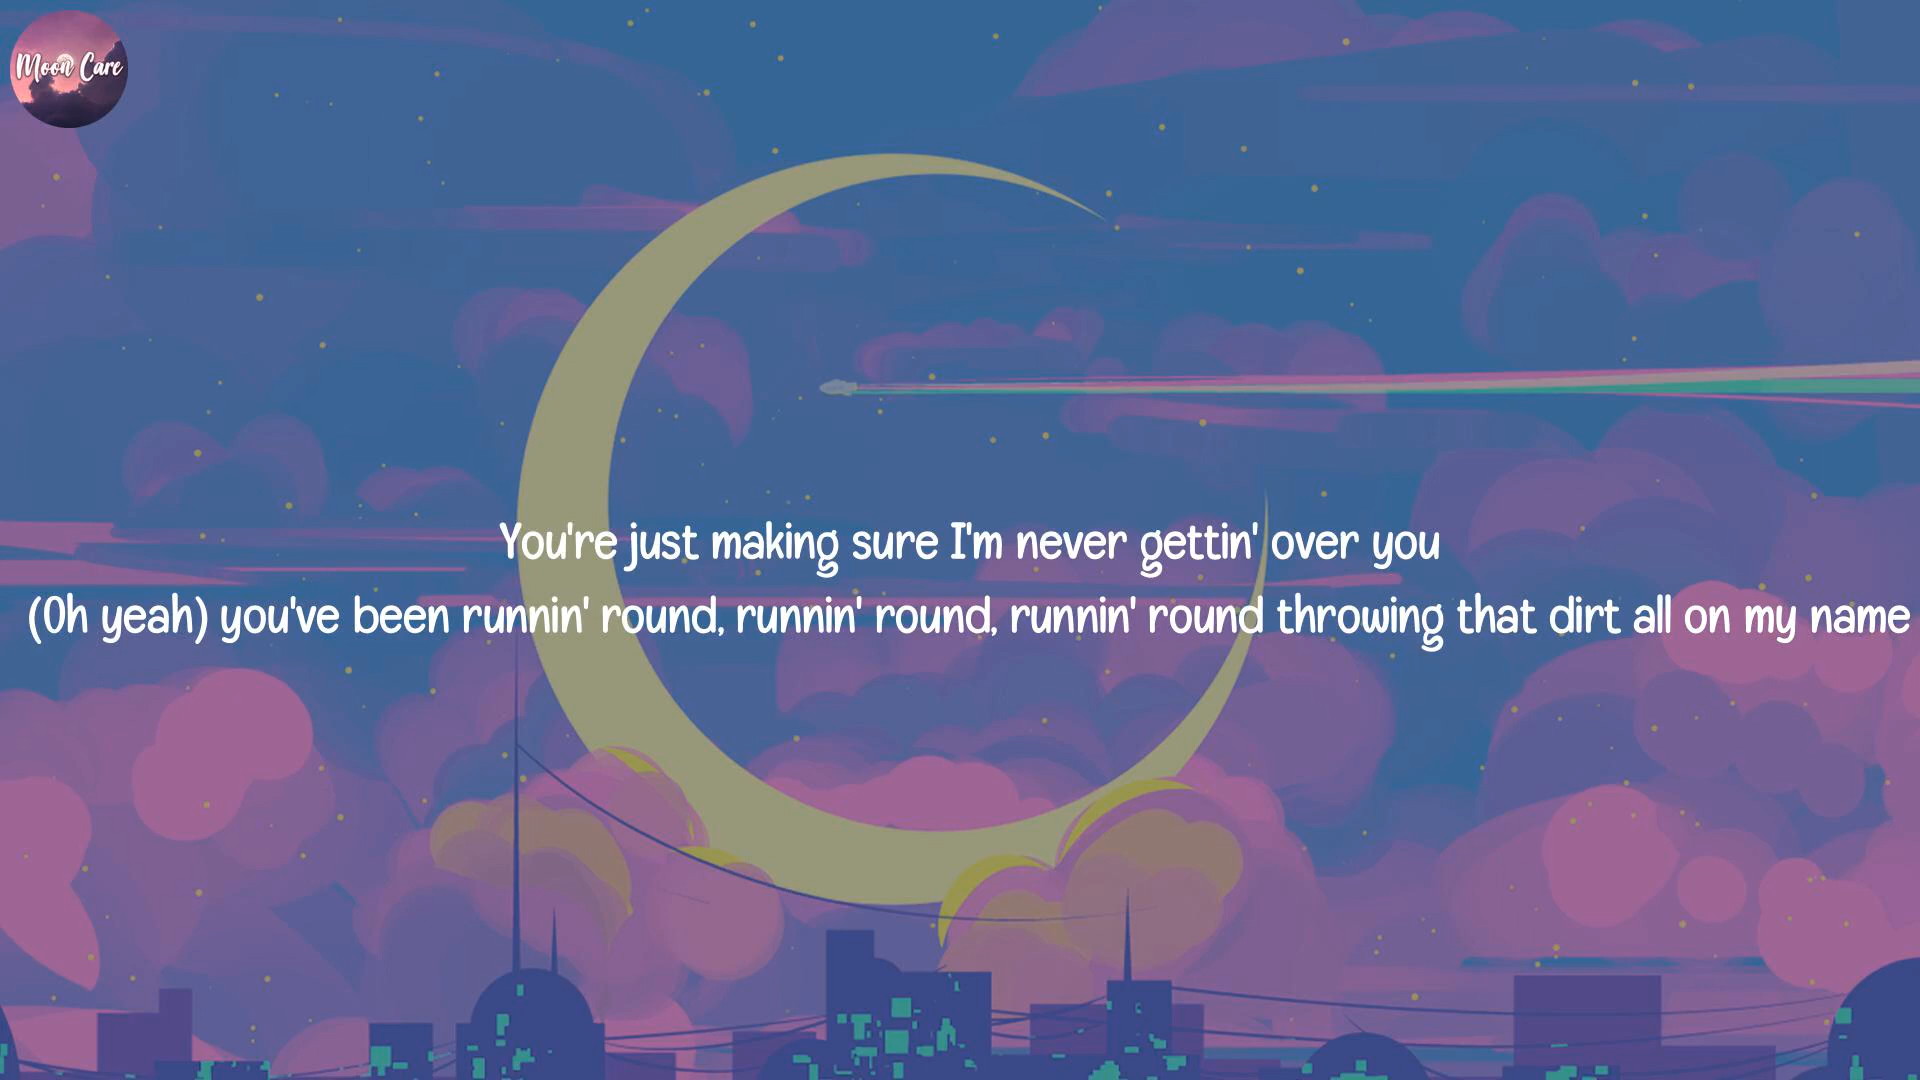 Moon Care
You're just making sure I'm never gettin' over you
(Oh yeah) you've been runnin' round, runnin' round, runnin' round throwing that dirt all on my name